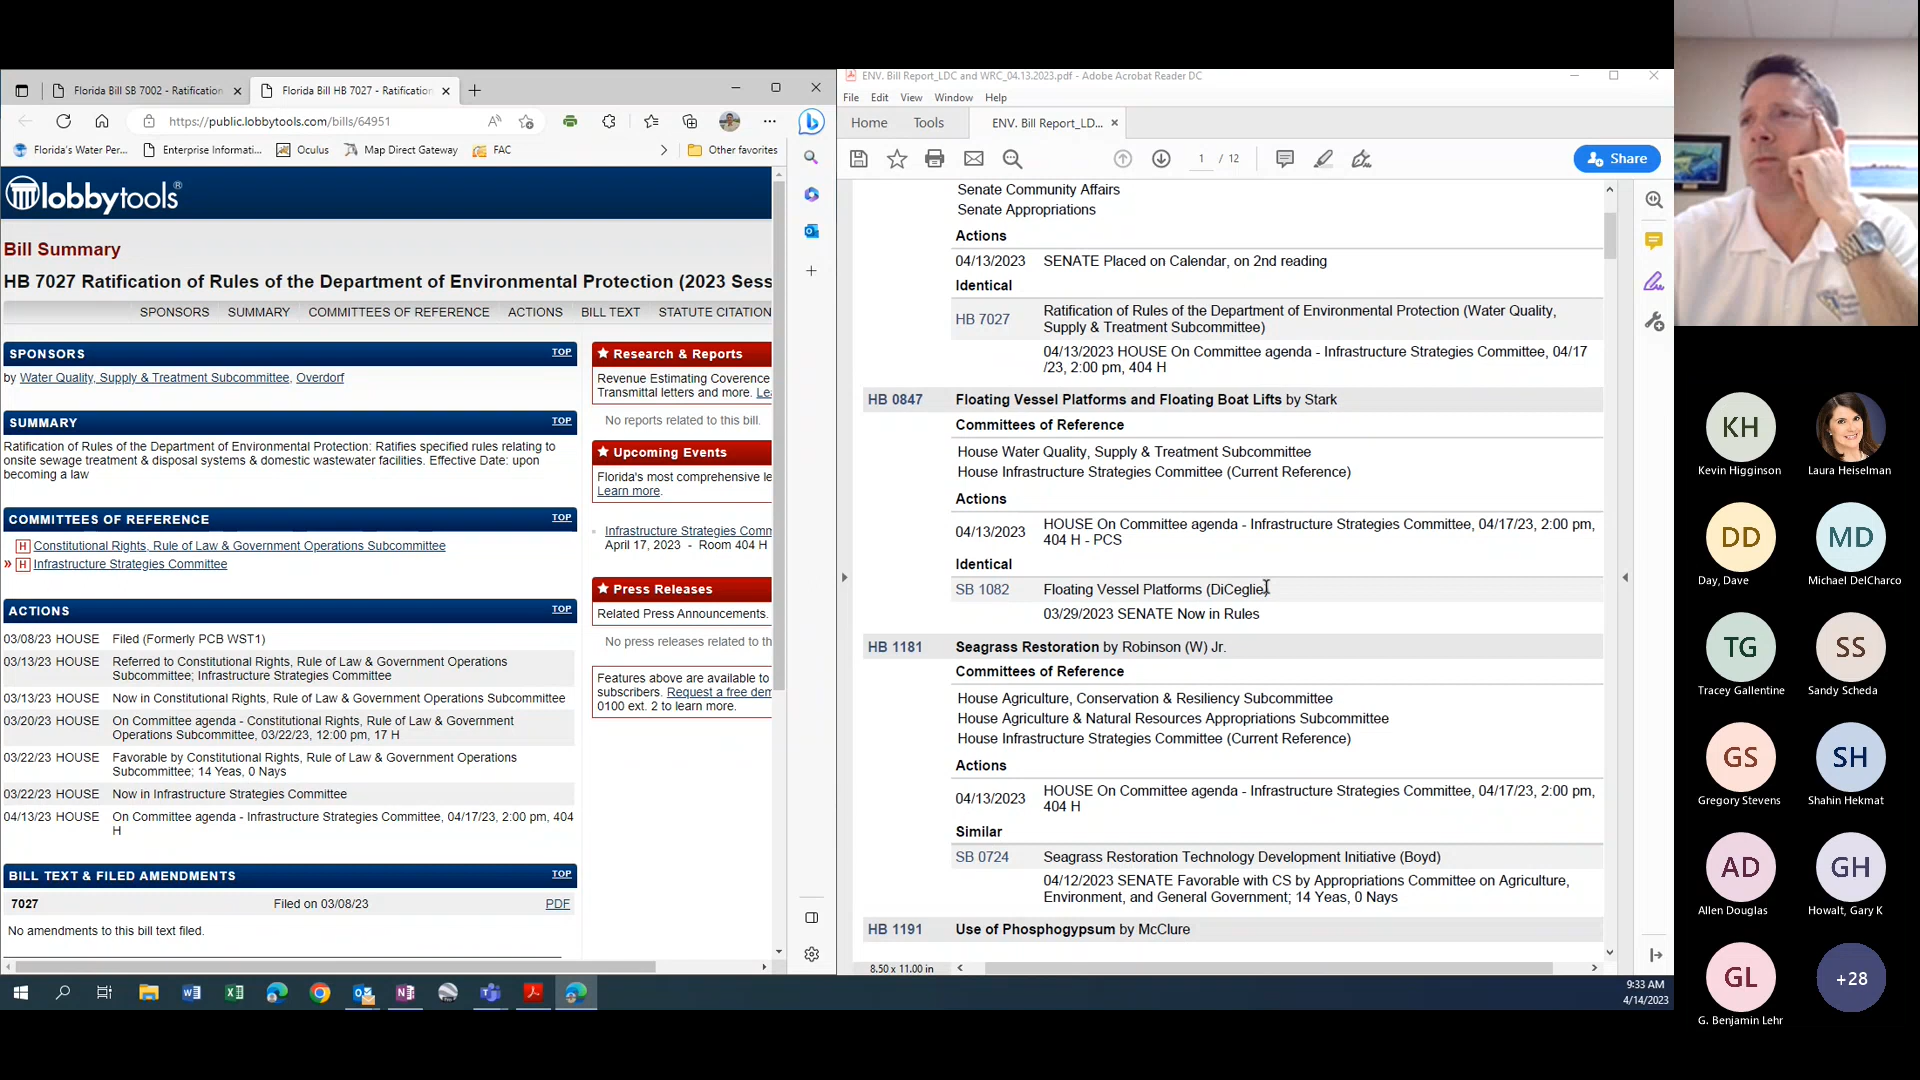 Florida Bill SB 7002 - Ratification
Florida Bill HB 7027 - Ratification
https://public.lobbytools.com/bills/64951
Florida's Water Per...
Enterprise Informati...
Oculus
Map Direct Gateway
FAC
Other favorites
lobbytools®
Bill Summary
HB 7027 Ratification of Rules of the Department of Environmental Protection (2023 Sess
SPONSORS SUMMARY COMMITTEES OF REFERENCE ACTIONS BILL TEXT STATUTE CITATION
SPONSORS TOP
by Water Quality, Supply & Treatment Subcommittee, Overdorf
SUMMARY TOP
Ratification of Rules of the Department of Environmental Protection: Ratifies specified rules relating to
onsite sewage treatment & disposal systems & domestic wastewater facilities. Effective Date: upon
becoming a law
COMMITTEES OF REFERENCE TOP
H Constitutional Rights, Rule of Law & Government Operations Subcommittee
» H Infrastructure Strategies Committee
ACTIONS TOP
03/08/23 HOUSE Filed (Formerly PCB WST1)
03/13/23 HOUSE Referred to Constitutional Rights, Rule of Law & Government Operations
Subcommittee; Infrastructure Strategies Committee
03/13/23 HOUSE Now in Constitutional Rights, Rule of Law & Government Operations Subcommittee
03/20/23 HOUSE On Committee agenda - Constitutional Rights, Rule of Law & Government
Operations Subcommittee, 03/22/23, 12:00 pm, 17 H
03/22/23 HOUSE Favorable by Constitutional Rights, Rule of Law & Government Operations
Subcommittee; 14 Yeas, 0 Nays
03/22/23 HOUSE Now in Infrastructure Strategies Committee
04/13/23 HOUSE On Committee agenda - Infrastructure Strategies Committee, 04/17/23, 2:00 pm, 404
H
BILL TEXT & FILED AMENDMENTS TOP
7027 Filed on 03/08/23 PDF
No amendments to this bill text filed.
Research & Reports
Revenue Estimating Coverence
Transmittal letters and more. Le
No reports related to this bill.
Upcoming Events
Florida's most comprehensive le
Learn more.
Infrastructure Strategies Comm
April 17, 2023 - Room 404 H
Press Releases
Related Press Announcements.
No press releases related to th
Features above are available to
subscribers. Request a free dem
0100 ext. 2 to learn more.
ENV. Bill Report_LDC and WRC_04.13.2023.pdf - Adobe Acrobat Reader DC
File Edit View Window Help
Home Tools ENV. Bill Report_LD...
1 / 12
Share
Senate Community Affairs
Senate Appropriations
Actions
04/13/2023 SENATE Placed on Calendar, on 2nd reading
Identical
HB 7027 Ratification of Rules of the Department of Environmental Protection (Water Quality,
Supply & Treatment Subcommittee)
04/13/2023 HOUSE On Committee agenda - Infrastructure Strategies Committee, 04/17
/23, 2:00 pm, 404 H
HB 0847 Floating Vessel Platforms and Floating Boat Lifts by Stark
Committees of Reference
House Water Quality, Supply & Treatment Subcommittee
House Infrastructure Strategies Committee (Current Reference)
Actions
04/13/2023 HOUSE On Committee agenda - Infrastructure Strategies Committee, 04/17/23, 2:00 pm,
404 H - PCS
Identical
SB 1082 Floating Vessel Platforms (DiCeglie)
03/29/2023 SENATE Now in Rules
HB 1181 Seagrass Restoration by Robinson (W) Jr.
Committees of Reference
House Agriculture, Conservation & Resiliency Subcommittee
House Agriculture & Natural Resources Appropriations Subcommittee
House Infrastructure Strategies Committee (Current Reference)
Actions
04/13/2023 HOUSE On Committee agenda - Infrastructure Strategies Committee, 04/17/23, 2:00 pm,
404 H
Similar
SB 0724 Seagrass Restoration Technology Development Initiative (Boyd)
04/12/2023 SENATE Favorable with CS by Appropriations Committee on Agriculture,
Environment, and General Government; 14 Yeas, 0 Nays
HB 1191 Use of Phosphogypsum by McClure
8.50 x 11.00 in
9:33 AM
4/14/2023
KH
Kevin Higginson
Laura Heiselman
DD
Day, Dave
MD
Michael DelCharco
TG
Tracey Gallentine
SS
Sandy Scheda
GS
Gregory Stevens
SH
Shahin Hekmat
AD
Allen Douglas
GH
Howalt, Gary K
GL
G. Benjamin Lehr
+28